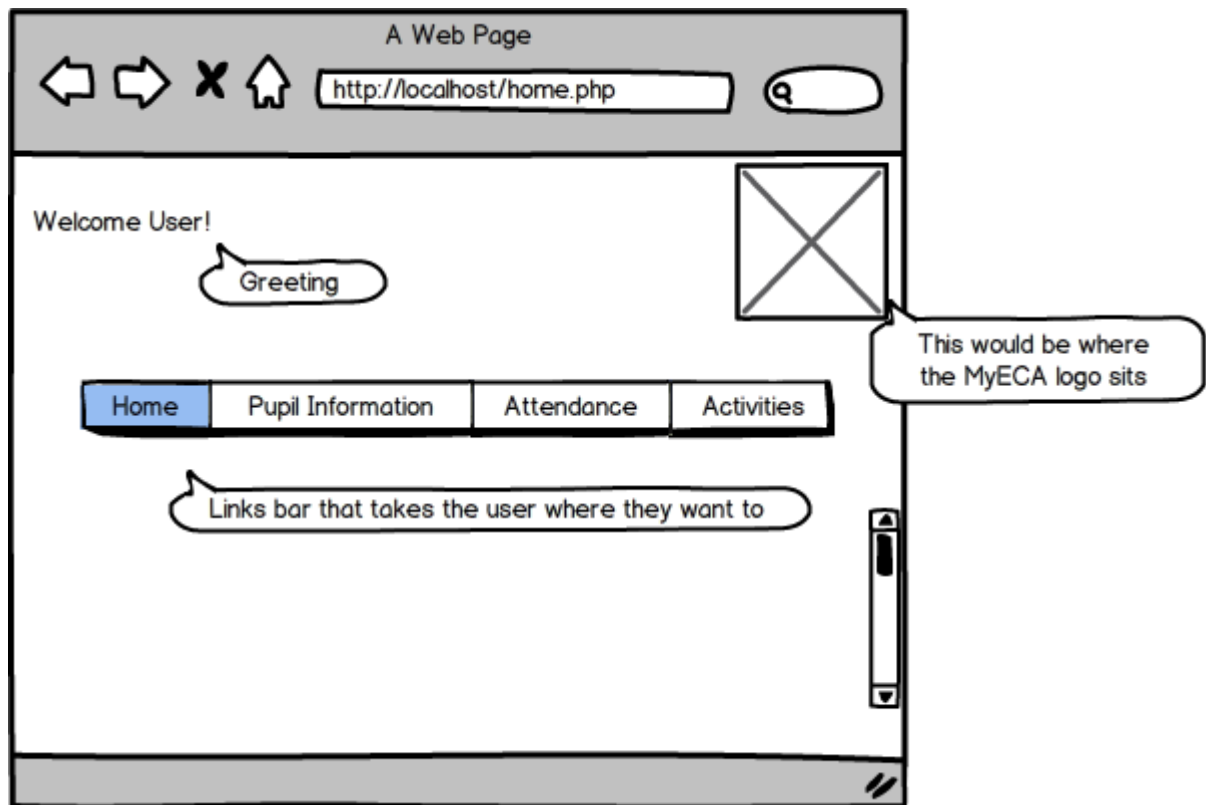 A Web Page
http://localhost/home.php
Welcome User!
Greeting
This would be where
the MyECA logo sits
Home Pupil Information Attendance Activities
Links bar that takes the user where they want to